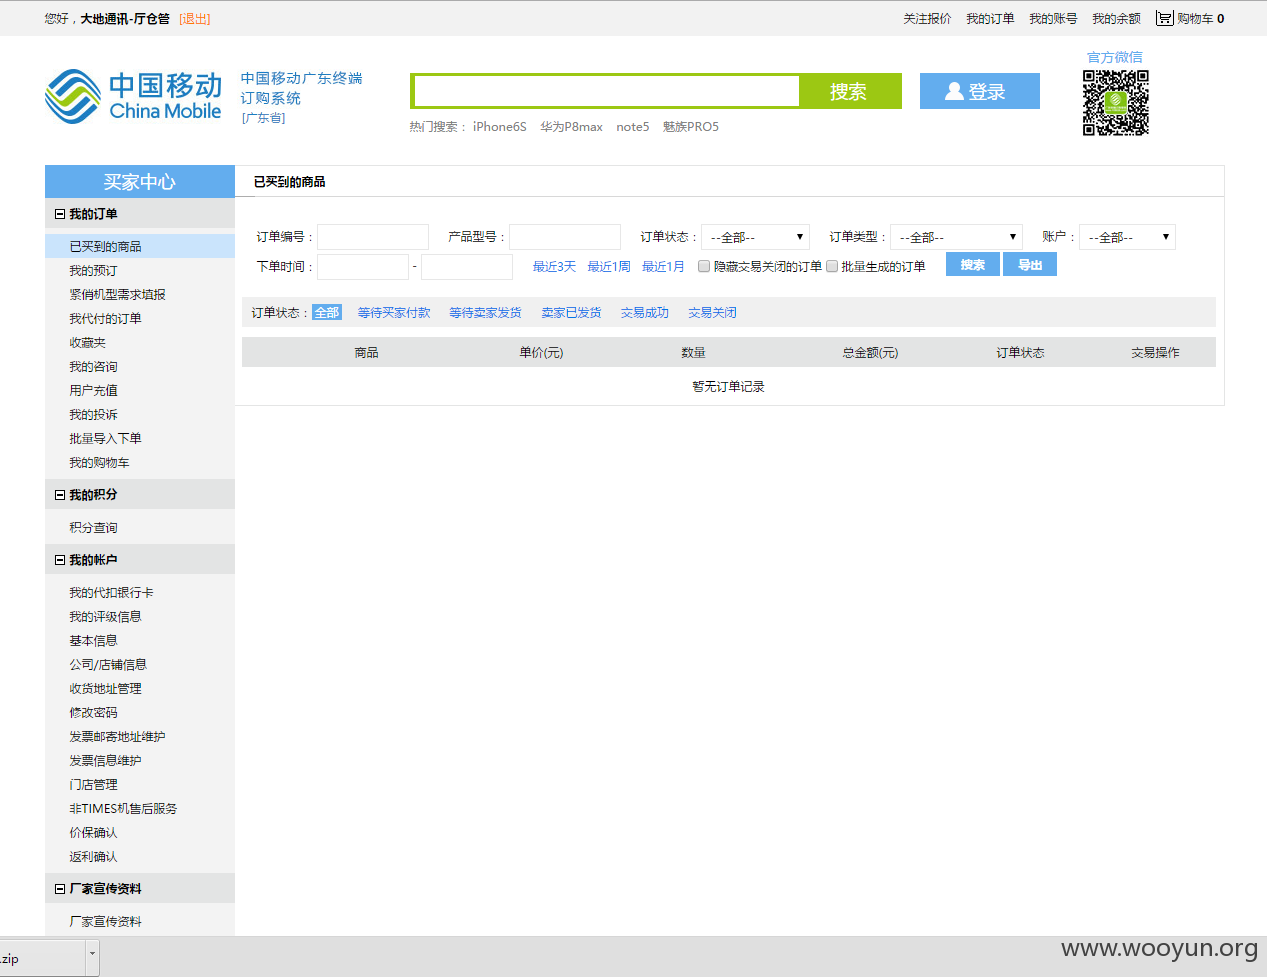 您好，大地通讯-厅仓管 [退出] 关注报价 我的订单 我的账号 我的余额 购物车 0
官方微信
中国移动
China Mobile
中国移动广东终端
订购系统
[广东省]
搜索
登录
热门搜索： iPhone6S 华为P8max note5 魅族PRO5
买家中心
已买到的商品
我的订单
已买到的商品
我的预订
紧俏机型需求填报
我代付的订单
收藏夹
我的咨询
用户充值
我的投诉
批量导入下单
我的购物车
我的积分
积分查询
我的帐户
我的代扣银行卡
我的评级信息
基本信息
公司/店铺信息
收货地址管理
修改密码
发票邮寄地址维护
发票信息维护
门店管理
非TIMES机售后服务
价保确认
返利确认
厂家宣传资料
厂家宣传资料
订单编号： 产品型号： 订单状态： --全部-- 订单类型： --全部-- 账户： --全部--
下单时间： - 最近3天 最近1周 最近1月 隐藏交易关闭的订单 批量生成的订单 搜索 导出
订单状态： 全部 等待买家付款 等待卖家发货 卖家已发货 交易成功 交易关闭
商品 单价(元) 数量 总金额(元) 订单状态 交易操作
暂无订单记录
.zip
www.wooyun.org